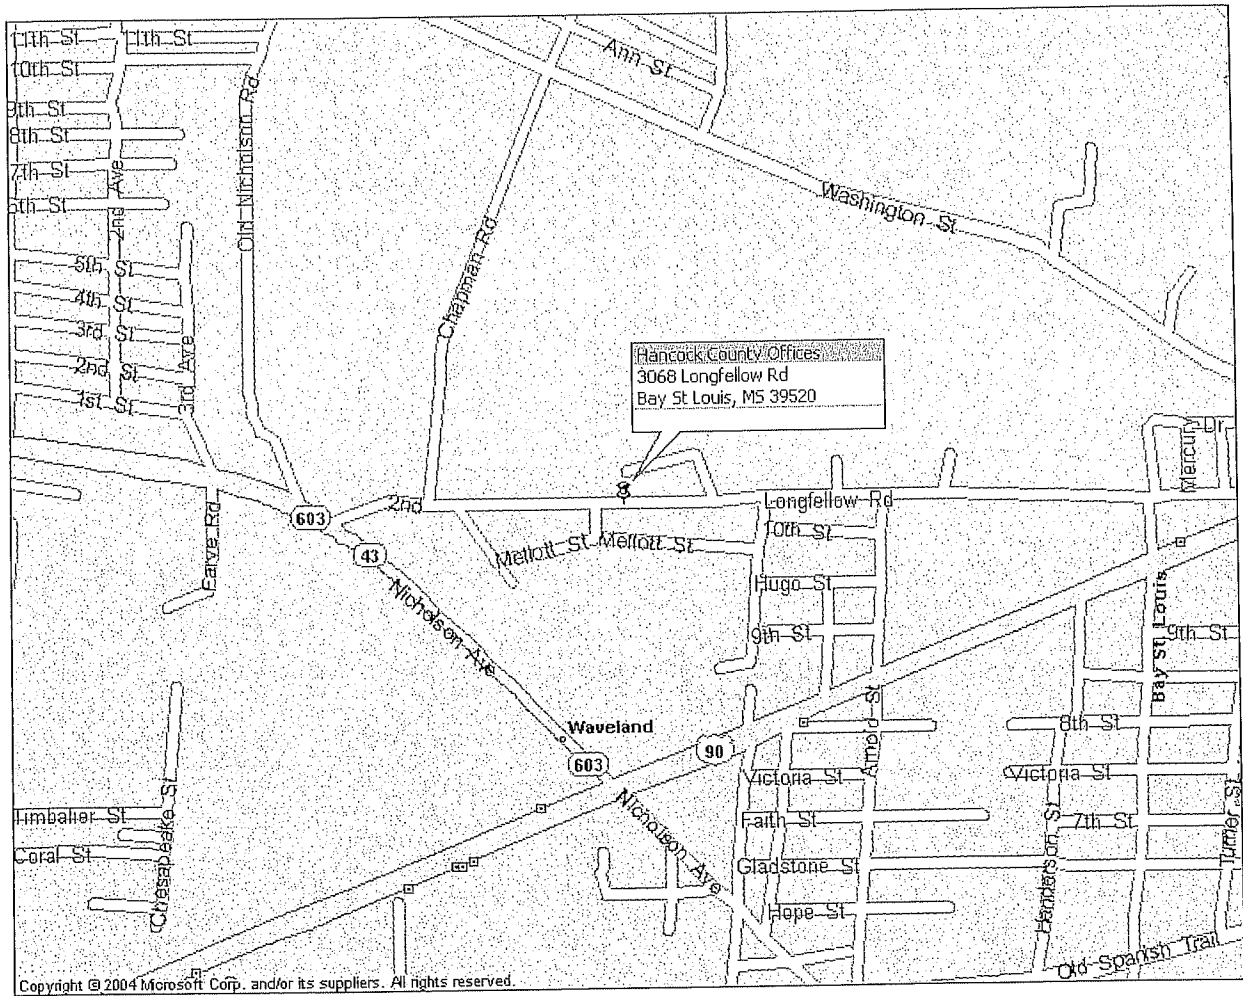 11th St
11th St
10th St
9th St
8th St
7th St
6th St
2nd Ave
Old Nicholson Rd
Ann St
Washington St
Chapman Rd
5th St
4th St
3rd St
2nd St
1st St
3rd Ave
Hancock County Offices
3068 Longfellow Rd
Bay St Louis, MS 39520
Mercury Dr
2nd
Longfellow Rd
603
43
Earve Rd
10th St
Mellott St
Mellott St
Hugo St
9th St
9th St
Nicholson Ave
Bay St. Louis
Waveland
603
90
Arnold St
8th St
Victoria St
Victoria St
Nicholson Ave
Timbalier St
Coral St
Chesapeake St
Faith St
7th St
Turner St
Gladstone St
Handerson St
Hope St
Old Spanish Trail
Copyright © 2004 Microsoft Corp. and/or its suppliers. All rights reserved.